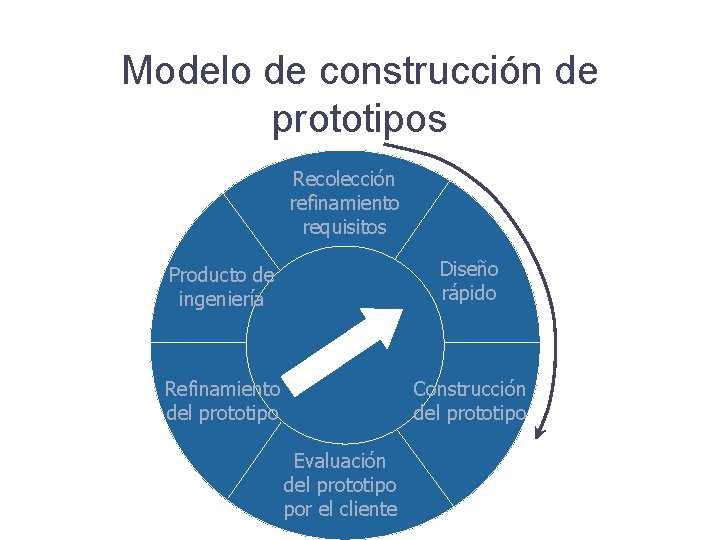 Modelo de construcción de
prototipos
Recolección
refinamiento
requisitos
Diseño
rápido
Construcción
del prototipo
Evaluación
del prototipo
por el cliente
Refinamiento
del prototipo
Producto de
ingeniería